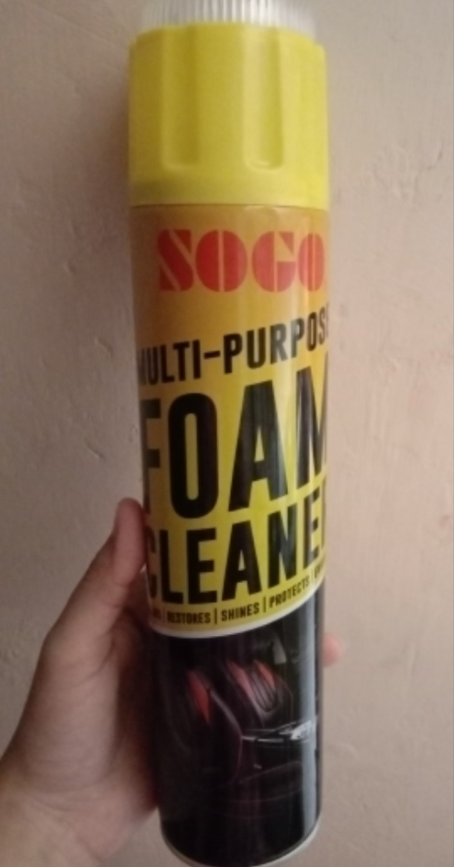 SOGO
MULTI-PURPOSE
FOAM
CLEANER
RESTORES | SHINES | PROTECTS |